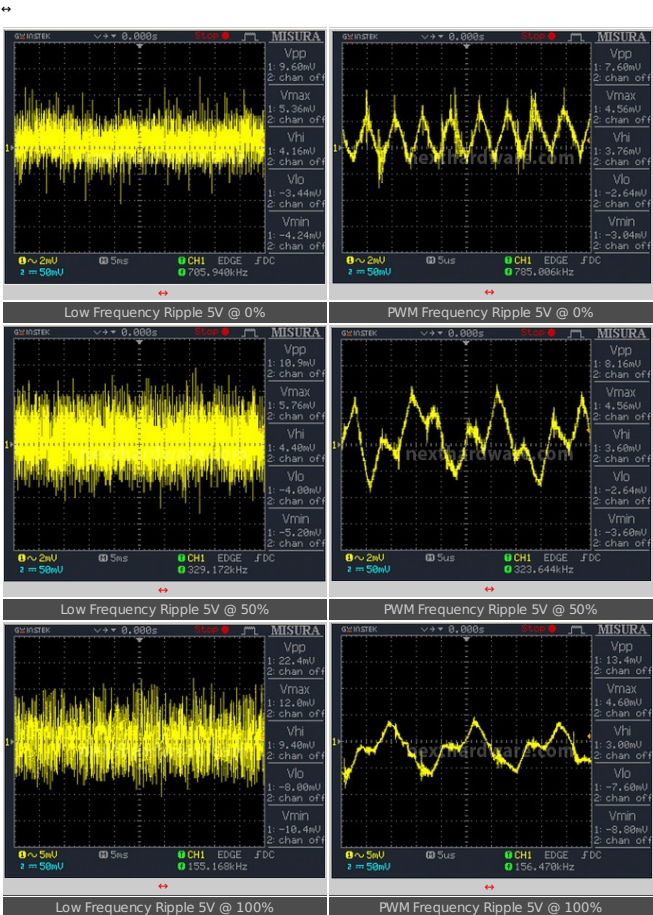 ↔
GWINSTEK 0.000s Stop MISURA
Vpp
1: 9.60mV
2: chan off
Vmax
1: 5.36mV
2: chan off
Vhi
1: 4.16mV
2: chan off
Vlo
1: -3.44mV
2: chan off
Vmin
1: -4.24mV
2: chan off
1 ~ 2mV M 5ms T CH1 EDGE DC
2 50mV F 705.940kHz
↔
Low Frequency Ripple 5V @ 0%
GWINSTEK 0.000s Stop MISURA
Vpp
1: 7.60mV
2: chan off
Vmax
1: 4.56mV
2: chan off
Vhi
1: 3.76mV
2: chan off
nexthardware.com
Vlo
1: -2.64mV
2: chan off
Vmin
1: -3.04mV
2: chan off
1 ~ 2mV M 5us T CH1 EDGE DC
2 50mV F 785.006kHz
↔
PWM Frequency Ripple 5V @ 0%
GWINSTEK 0.000s Stop MISURA
Vpp
1: 10.9mV
2: chan off
Vmax
1: 5.76mV
2: chan off
Vhi
1: 4.40mV
2: chan off
Vlo
1: -4.00mV
2: chan off
Vmin
1: -5.20mV
2: chan off
1 ~ 2mV M 5ms T CH1 EDGE DC
2 50mV F 329.172kHz
↔
Low Frequency Ripple 5V @ 50%
GWINSTEK 0.000s Stop MISURA
Vpp
1: 8.16mV
2: chan off
Vmax
1: 4.56mV
2: chan off
Vhi
1: 3.60mV
2: chan off
nexthardware.com
Vlo
1: -2.64mV
2: chan off
Vmin
1: -3.60mV
2: chan off
1 ~ 2mV M 5us T CH1 EDGE DC
2 50mV F 323.644kHz
↔
PWM Frequency Ripple 5V @ 50%
GWINSTEK 0.000s Stop MISURA
Vpp
1: 22.4mV
2: chan off
Vmax
1: 12.0mV
2: chan off
Vhi
1: 9.40mV
2: chan off
Vlo
1: -8.00mV
2: chan off
Vmin
1: -10.4mV
2: chan off
1 ~ 5mV M 5ms T CH1 EDGE DC
2 50mV F 155.168kHz
↔
Low Frequency Ripple 5V @ 100%
GWINSTEK 0.000s Stop MISURA
Vpp
1: 13.4mV
2: chan off
Vmax
1: 4.60mV
2: chan off
Vhi
1: 3.00mV
2: chan off
nexthardware.com
Vlo
1: -7.60mV
2: chan off
Vmin
1: -8.80mV
2: chan off
1 ~ 5mV M 5us T CH1 EDGE DC
2 50mV F 156.470kHz
↔
PWM Frequency Ripple 5V @ 100%